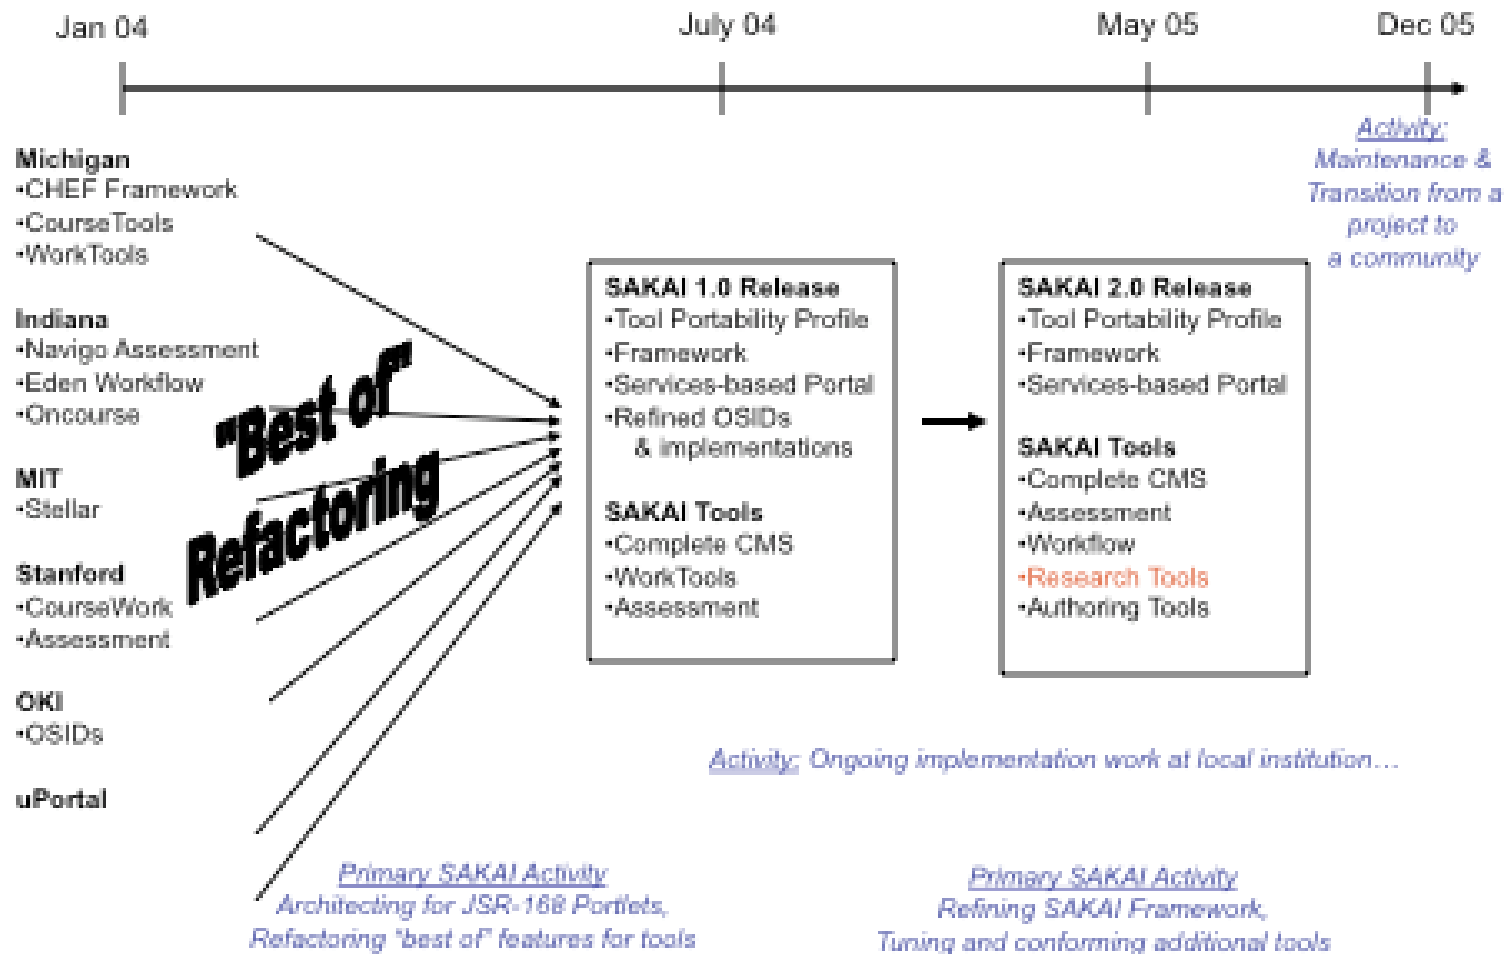 Jan 04
July 04
May 05
Dec 05
Michigan
•CHEF Framework
•CourseTools
•WorkTools
Indiana
•Navigo Assessment
•Eden Workflow
•Oncourse
MIT
•Stellar
Stanford
•CourseWork
•Assessment
OKI
•OSIDs
uPortal
"Best of"
Refactoring
SAKAI 1.0 Release
•Tool Portability Profile
•Framework
•Services-based Portal
•Refined OSIDs
& implementations
SAKAI Tools
•Complete CMS
•WorkTools
•Assessment
SAKAI 2.0 Release
•Tool Portability Profile
•Framework
•Services-based Portal
SAKAI Tools
•Complete CMS
•Assessment
•Workflow
•Research Tools
•Authoring Tools
Activity:
Maintenance &
Transition from a
project to
a community
Activity: Ongoing implementation work at local institution…
Primary SAKAI Activity
Architecting for JSR-168 Portlets,
Refactoring "best of" features for tools
Primary SAKAI Activity
Refining SAKAI Framework,
Tuning and conforming additional tools